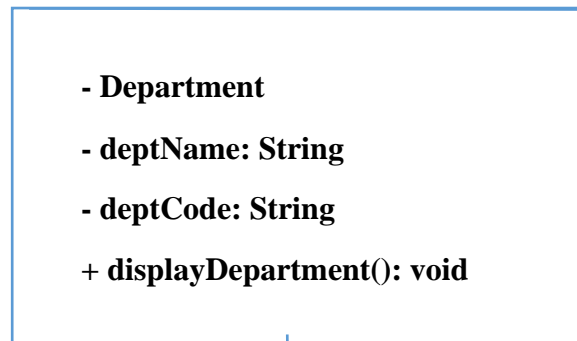 - Department
- deptName: String
- deptCode: String
+ displayDepartment(): void